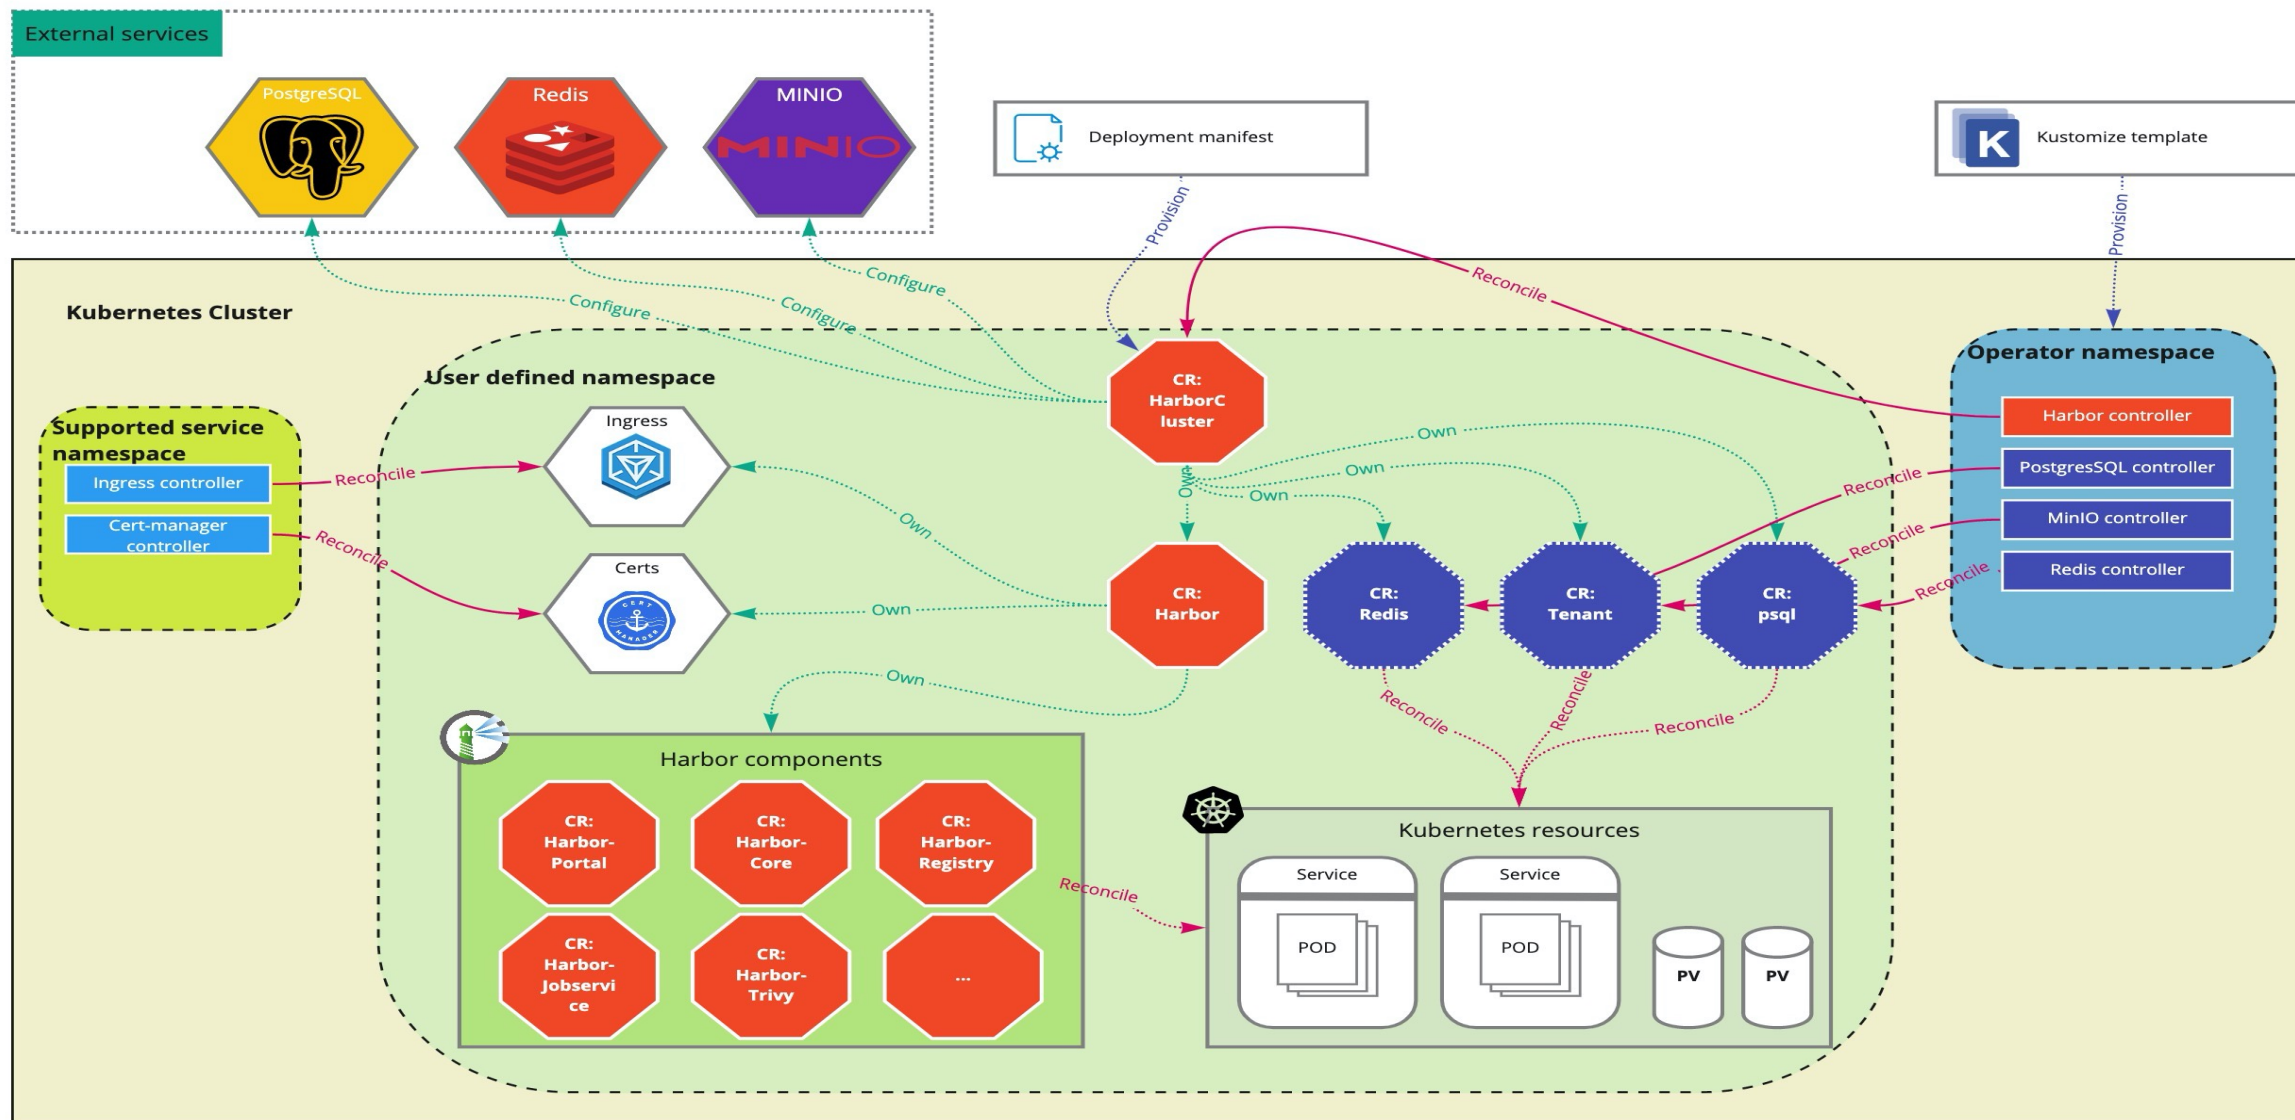 External services
PostgreSQL
Redis
MINIO
MINIO
Deployment manifest
K
Kustomize template
Provision
Provision
Configure
Configure
Configure
Reconcile
Kubernetes Cluster
User defined namespace
Operator namespace
Supported service
namespace
Ingress controller
Cert-manager
controller
Reconcile
Reconcile
Ingress
Certs
CERT
MANAGER
CR:
HarborC
luster
Own
Own
Own
Own
Own
Own
Own
Harbor controller
PostgresSQL controller
MinIO controller
Redis controller
Reconcile
Reconcile
Reconcile
CR:
Harbor
CR:
Redis
CR:
Tenant
CR:
psql
Reconcile
Reconcile
Reconcile
Harbor components
CR:
Harbor-
Portal
CR:
Harbor-
Core
CR:
Harbor-
Registry
CR:
Harbor-
Jobservi
ce
CR:
Harbor-
Trivy
...
Reconcile
Kubernetes resources
Service
POD
Service
POD
PV
PV